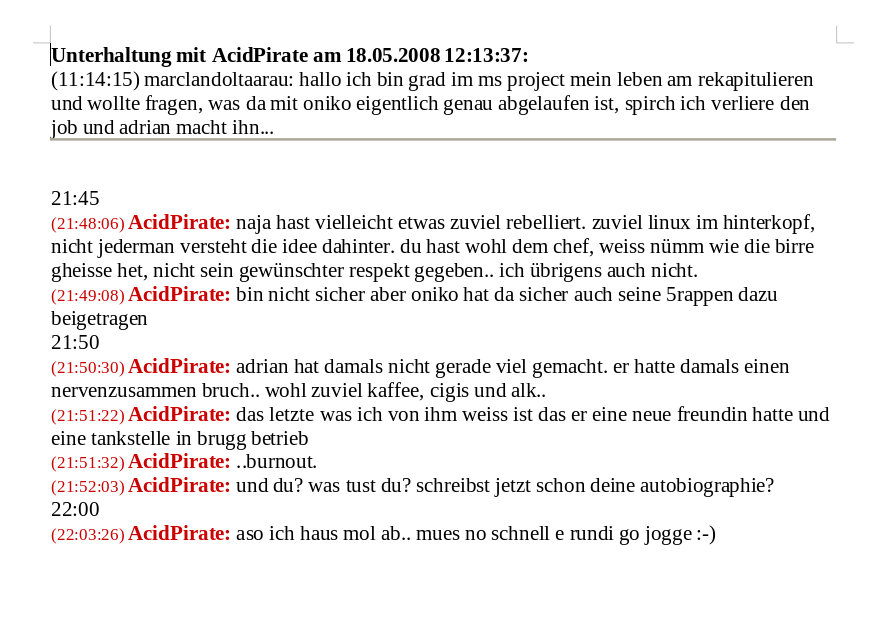 Unterhaltung mit AcidPirate am 18.05.2008 12:13:37:
(11:14:15) marclandoltaarau: hallo ich bin grad im ms project mein leben am rekapitulieren
und wollte fragen, was da mit oniko eigentlich genau abgelaufen ist, spirch ich verliere den
job und adrian macht ihn...
21:45
(21:48:06) AcidPirate: naja hast vielleicht etwas zuviel rebelliert. zuviel linux im hinterkopf,
nicht jederman versteht die idee dahinter. du hast wohl dem chef, weiss nümm wie die birre
gheisse het, nicht sein gewünschter respekt gegeben.. ich übrigens auch nicht.
(21:49:08) AcidPirate: bin nicht sicher aber oniko hat da sicher auch seine 5rappen dazu
beigetragen
21:50
(21:50:30) AcidPirate: adrian hat damals nicht gerade viel gemacht. er hatte damals einen
nervenzusammen bruch.. wohl zuviel kaffee, cigis und alk..
(21:51:22) AcidPirate: das letzte was ich von ihm weiss ist das er eine neue freundin hatte und
eine tankstelle in brugg betrieb
(21:51:32) AcidPirate: ..burnout.
(21:52:03) AcidPirate: und du? was tust du? schreibst jetzt schon deine autobiographie?
22:00
(22:03:26) AcidPirate: aso ich haus mol ab.. mues no schnell e rundi go jogge :-)